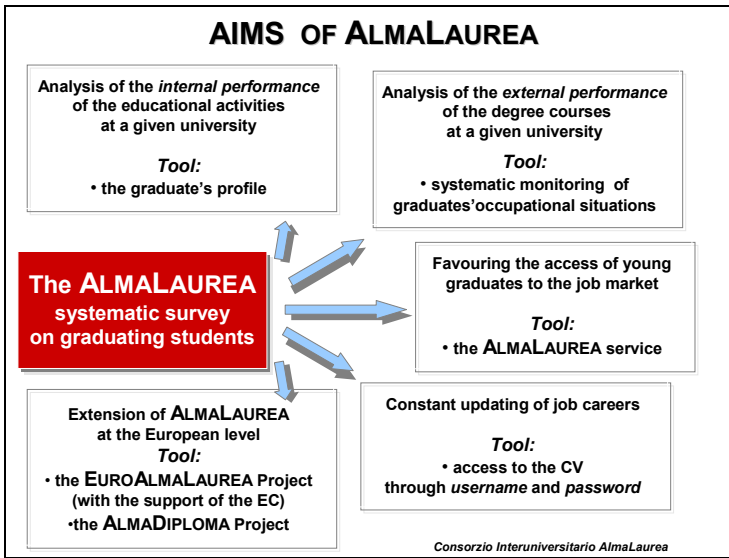 AIMS OF ALMALAUREA
Analysis of the internal performance
of the educational activities
at a given university
Tool:
• the graduate's profile
Analysis of the external performance
of the degree courses
at a given university
Tool:
• systematic monitoring of
graduates'occupational situations
The ALMALAUREA
systematic survey
on graduating students
Favouring the access of young
graduates to the job market
Tool:
• the ALMALAUREA service
Extension of ALMALAUREA
at the European level
Tool:
• the EUROALMALAUREA Project
(with the support of the EC)
•the ALMADIPLOMA Project
Constant updating of job careers
Tool:
• access to the CV
through username and password
Consorzio Interuniversitario AlmaLaurea